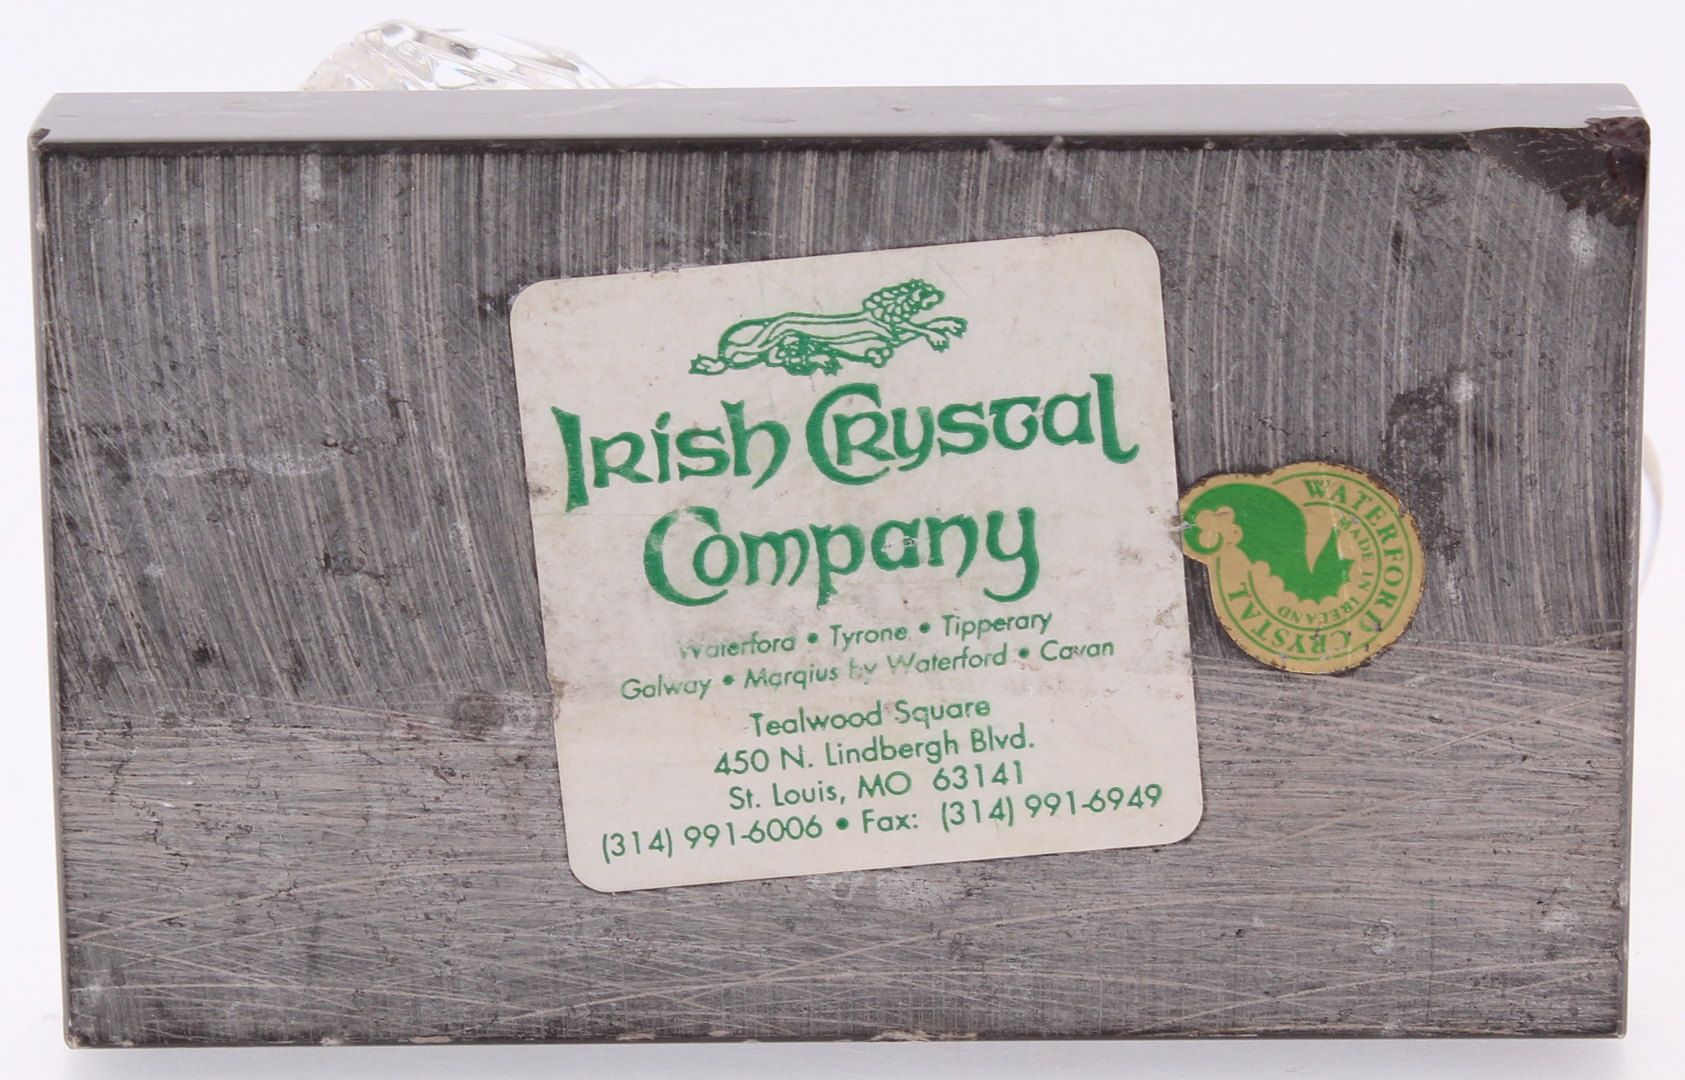 Irish Crystal
Company
Waterford • Tyrone • Tipperary
Galway • Marqius by Waterford • Cavan
Tealwood Square
450 N. Lindbergh Blvd.
St. Louis, MO 63141
(314) 991-6006 • Fax: (314) 991-6949
WATERFORD CRYSTAL
MADE IN IRELAND